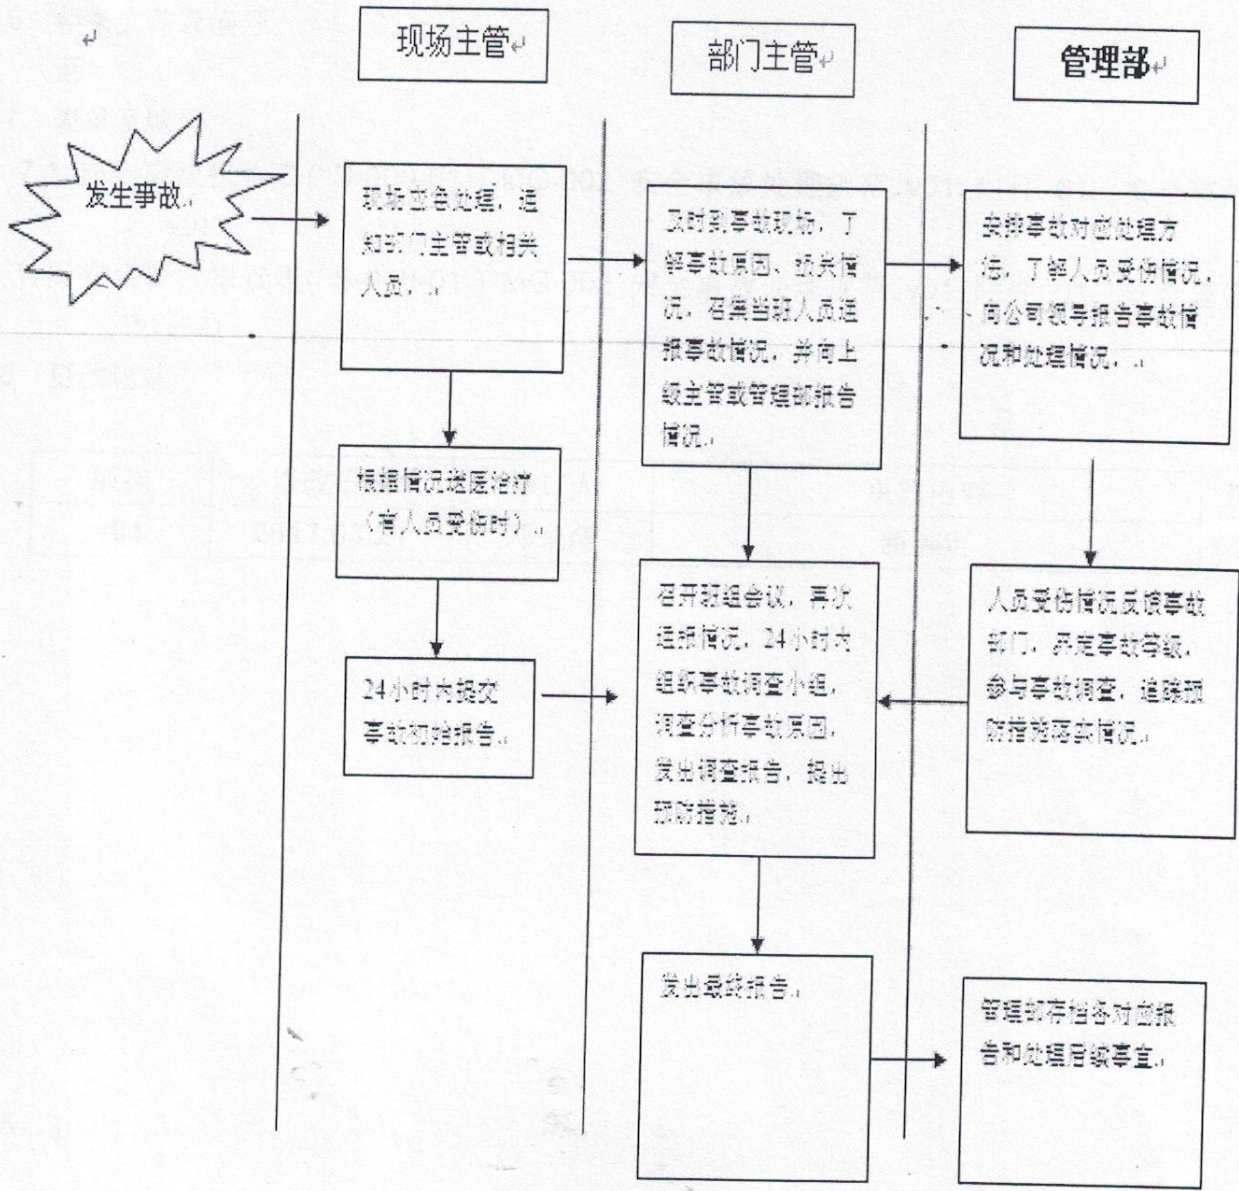 现场主管
部门主管
管理部
发生事故.
现场应答处理，通
知部门主管或相关
人员，.
及时到事故现场，了
解事故原因、损失情
况，召集当班人员通
报事故情况，并向上
级主管或管理部报告
情况.
安排事故对应处理方
法，了解人员受伤情况，
向公司领导报告事故情
况和处理情况，.
根据情况送医治疗
（有人员受伤时）.
召开班组会议，再次
通报情况，24小时内
组织事故调查小组，
调查分析事故原因，
发出调查报告，提出
预防措施.
人员受伤情况反馈事故
部门，界定事故等级，
参与事故调查，追踪预
防措施落实情况.
24小时内提交
事故初始报告.
发出最终报告.
管理部存档各对应报
告和处理后续事宜.